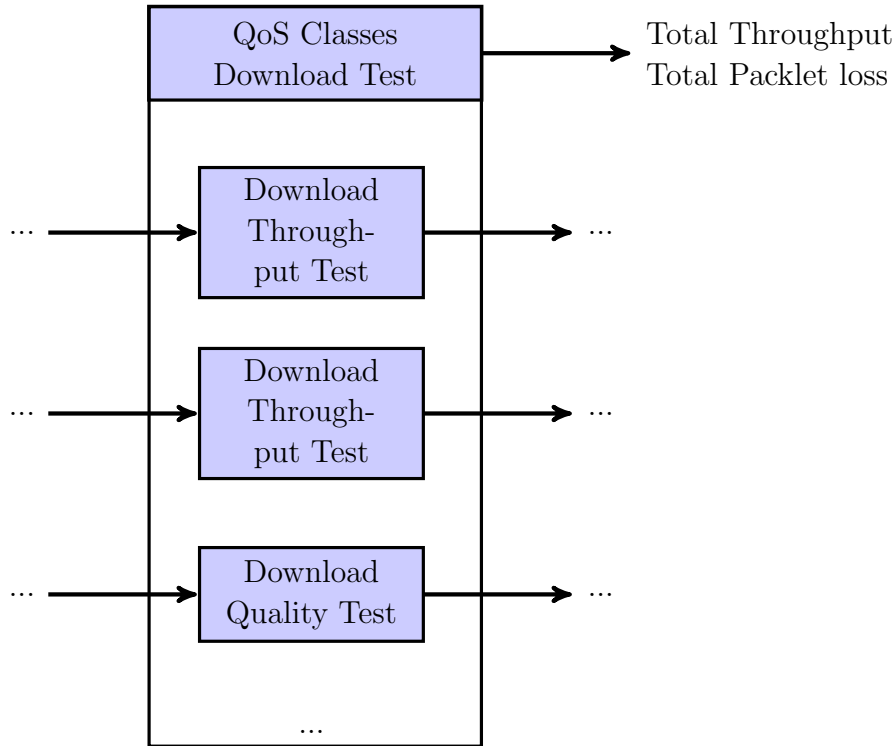 QoS Classes
Download Test
Total Throughput
Total Packlet loss
Download
Through-
put Test
...
...
Download
Through-
put Test
...
...
Download
Quality Test
...
...
...